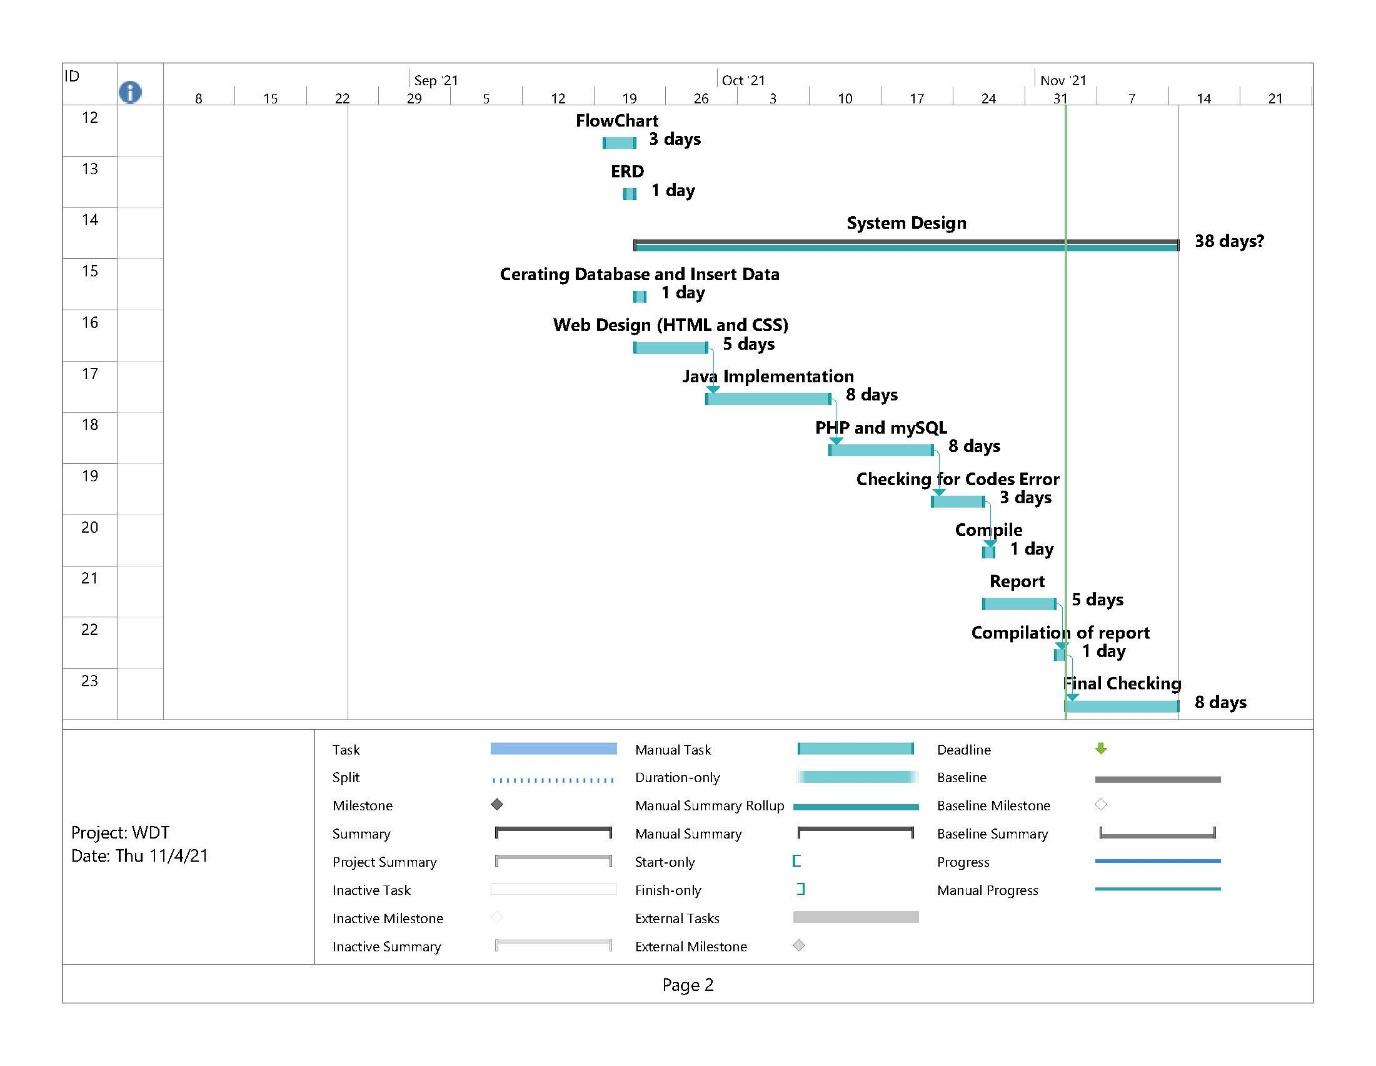 ID
i
Sep '21
Oct '21
Nov '21
8 15 22 29 5 12 19 26 3 10 17 24 31 7 14 21
12
FlowChart
3 days
13
ERD
1 day
14
System Design
38 days?
15
Cerating Database and Insert Data
1 day
16
Web Design (HTML and CSS)
5 days
17
Java Implementation
8 days
18
PHP and mySQL
8 days
19
Checking for Codes Error
3 days
20
Compile
1 day
21
Report
5 days
22
Compilation of report
1 day
23
Final Checking
8 days
Project: WDT
Date: Thu 11/4/21
Task
Split
Milestone
Summary
Project Summary
Inactive Task
Inactive Milestone
Inactive Summary
Manual Task
Duration-only
Manual Summary Rollup
Manual Summary
Start-only
Finish-only
External Tasks
External Milestone
Deadline
Baseline
Baseline Milestone
Baseline Summary
Progress
Manual Progress
Page 2